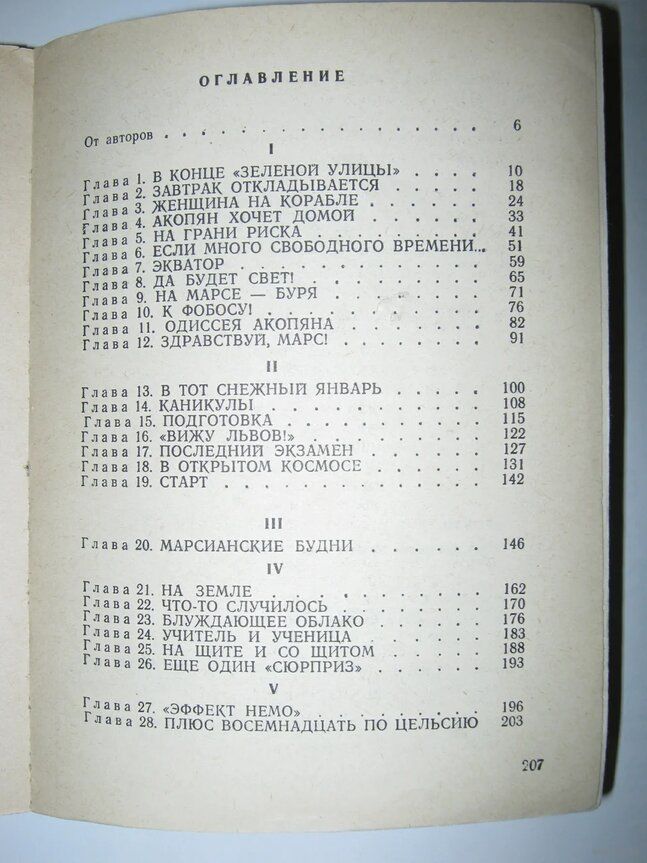 ОГЛАВЛЕНИЕ
От авторов . . . . . . . . . . . . . . . . . 6
I
Глава 1. В КОНЦЕ «ЗЕЛЕНОЙ УЛИЦЫ» . . . . . 10
Глава 2. ЗАВТРАК ОТКЛАДЫВАЕТСЯ . . . . . 18
Глава 3. ЖЕНЩИНА НА КОРАБЛЕ . . . . . . 24
Глава 4. АКОПЯН ХОЧЕТ ДОМОЙ . . . . . . 33
Глава 5. НА ГРАНИ РИСКА . . . . . . . . 41
Глава 6. ЕСЛИ МНОГО СВОБОДНОГО ВРЕМЕНИ... 51
Глава 7. ЭКВАТОР . . . . . . . . . . . 59
Глава 8. ДА БУДЕТ СВЕТ! . . . . . . . . 65
Глава 9. НА МАРСЕ — БУРЯ . . . . . . . 71
Глава 10. К ФОБОСУ! . . . . . . . . . . 76
Глава 11. ОДИССЕЯ АКОПЯНА . . . . . . 82
Глава 12. ЗДРАВСТВУЙ, МАРС! . . . . . . 91
II
Глава 13. В ТОТ СНЕЖНЫЙ ЯНВАРЬ . . . . . 100
Глава 14. КАНИКУЛЫ . . . . . . . . . . 108
Глава 15. ПОДГОТОВКА . . . . . . . . . 115
Глава 16. «ВИЖУ ЛЬВОВ!» . . . . . . . . 122
Глава 17. ПОСЛЕДНИЙ ЭКЗАМЕН . . . . . . 127
Глава 18. В ОТКРЫТОМ КОСМОСЕ . . . . . . 131
Глава 19. СТАРТ . . . . . . . . . . . . 142
III
Глава 20. МАРСИАНСКИЕ БУДНИ . . . . . . 146
IV
Глава 21. НА ЗЕМЛЕ . . . . . . . . . . 162
Глава 22. ЧТО-ТО СЛУЧИЛОСЬ . . . . . . . 170
Глава 23. БЛУЖДАЮЩЕЕ ОБЛАКО . . . . . . 176
Глава 24. УЧИТЕЛЬ И УЧЕНИЦА . . . . . . 183
Глава 25. НА ЩИТЕ И СО ЩИТОМ . . . . . . 188
Глава 26. ЕЩЕ ОДИН «СЮРПРИЗ» . . . . . . 193
V
Глава 27. «ЭФФЕКТ НЕМО» . . . . . . . . 196
Глава 28. ПЛЮС ВОСЕМНАДЦАТЬ ПО ЦЕЛЬСИЮ 203
207